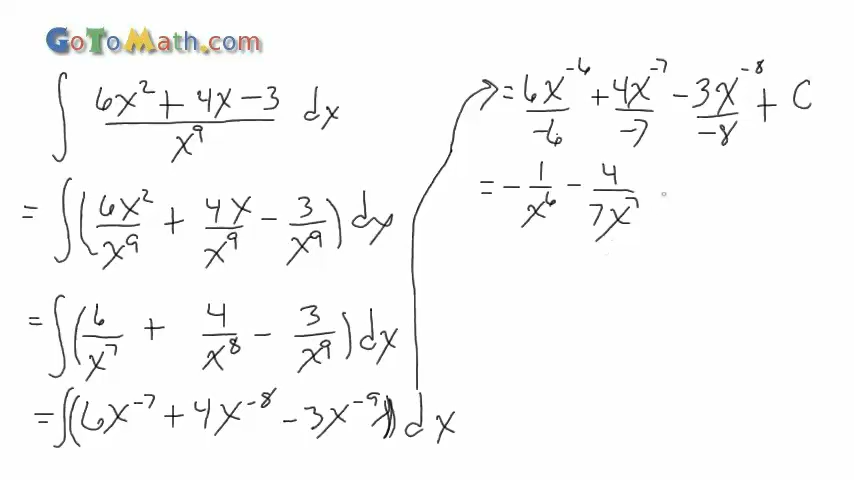 GoToMath.com
∫ (6x² + 4x − 3)/x⁹ dx
= ∫(6x²/x⁹ + 4x/x⁹ − 3/x⁹) dx
= ∫(6/x⁷ + 4/x⁸ − 3/x⁹) dx
= ∫(6x⁻⁷ + 4x⁻⁸ − 3x⁻⁹) dx
= 6x⁻⁶/−6 + 4x⁻⁷/−7 − 3x⁻⁸/−8 + C
= − 1/x⁶ − 4/7x⁷